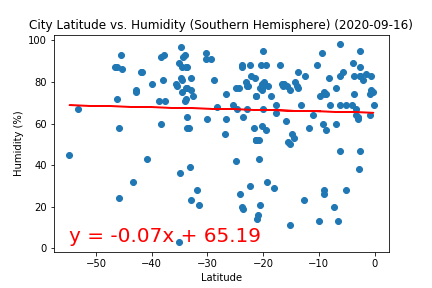 City Latitude vs. Humidity (Southern Hemisphere) (2020-09-16)
100
80
60
40
20
0
Humidity (%)
y = -0.07x + 65.19
−50 −40 −30 −20 −10 0
Latitude